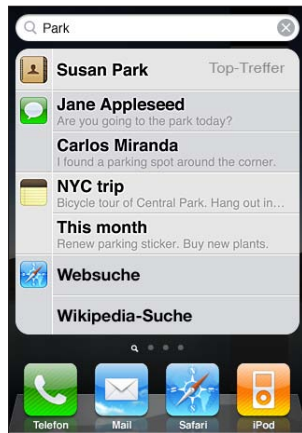 Park
Susan Park Top-Treffer
Jane Appleseed
Are you going to the park today?
Carlos Miranda
I found a parking spot around the corner.
NYC trip
Bicycle tour of Central Park. Hang out in…
This month
Renew parking sticker. Buy new plants.
Websuche
Wikipedia-Suche
Telefon Mail Safari iPod